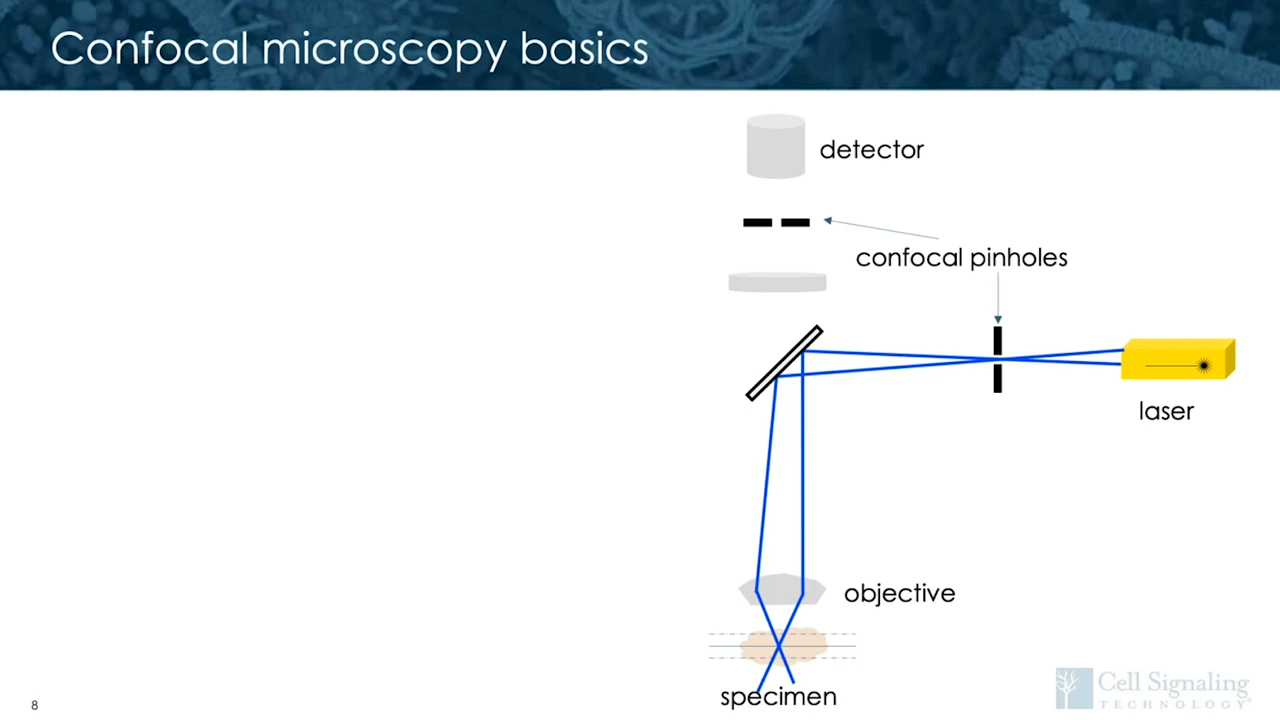 Confocal microscopy basics
detector
confocal pinholes
laser
objective
specimen
8
Cell Signaling
TECHNOLOGY®